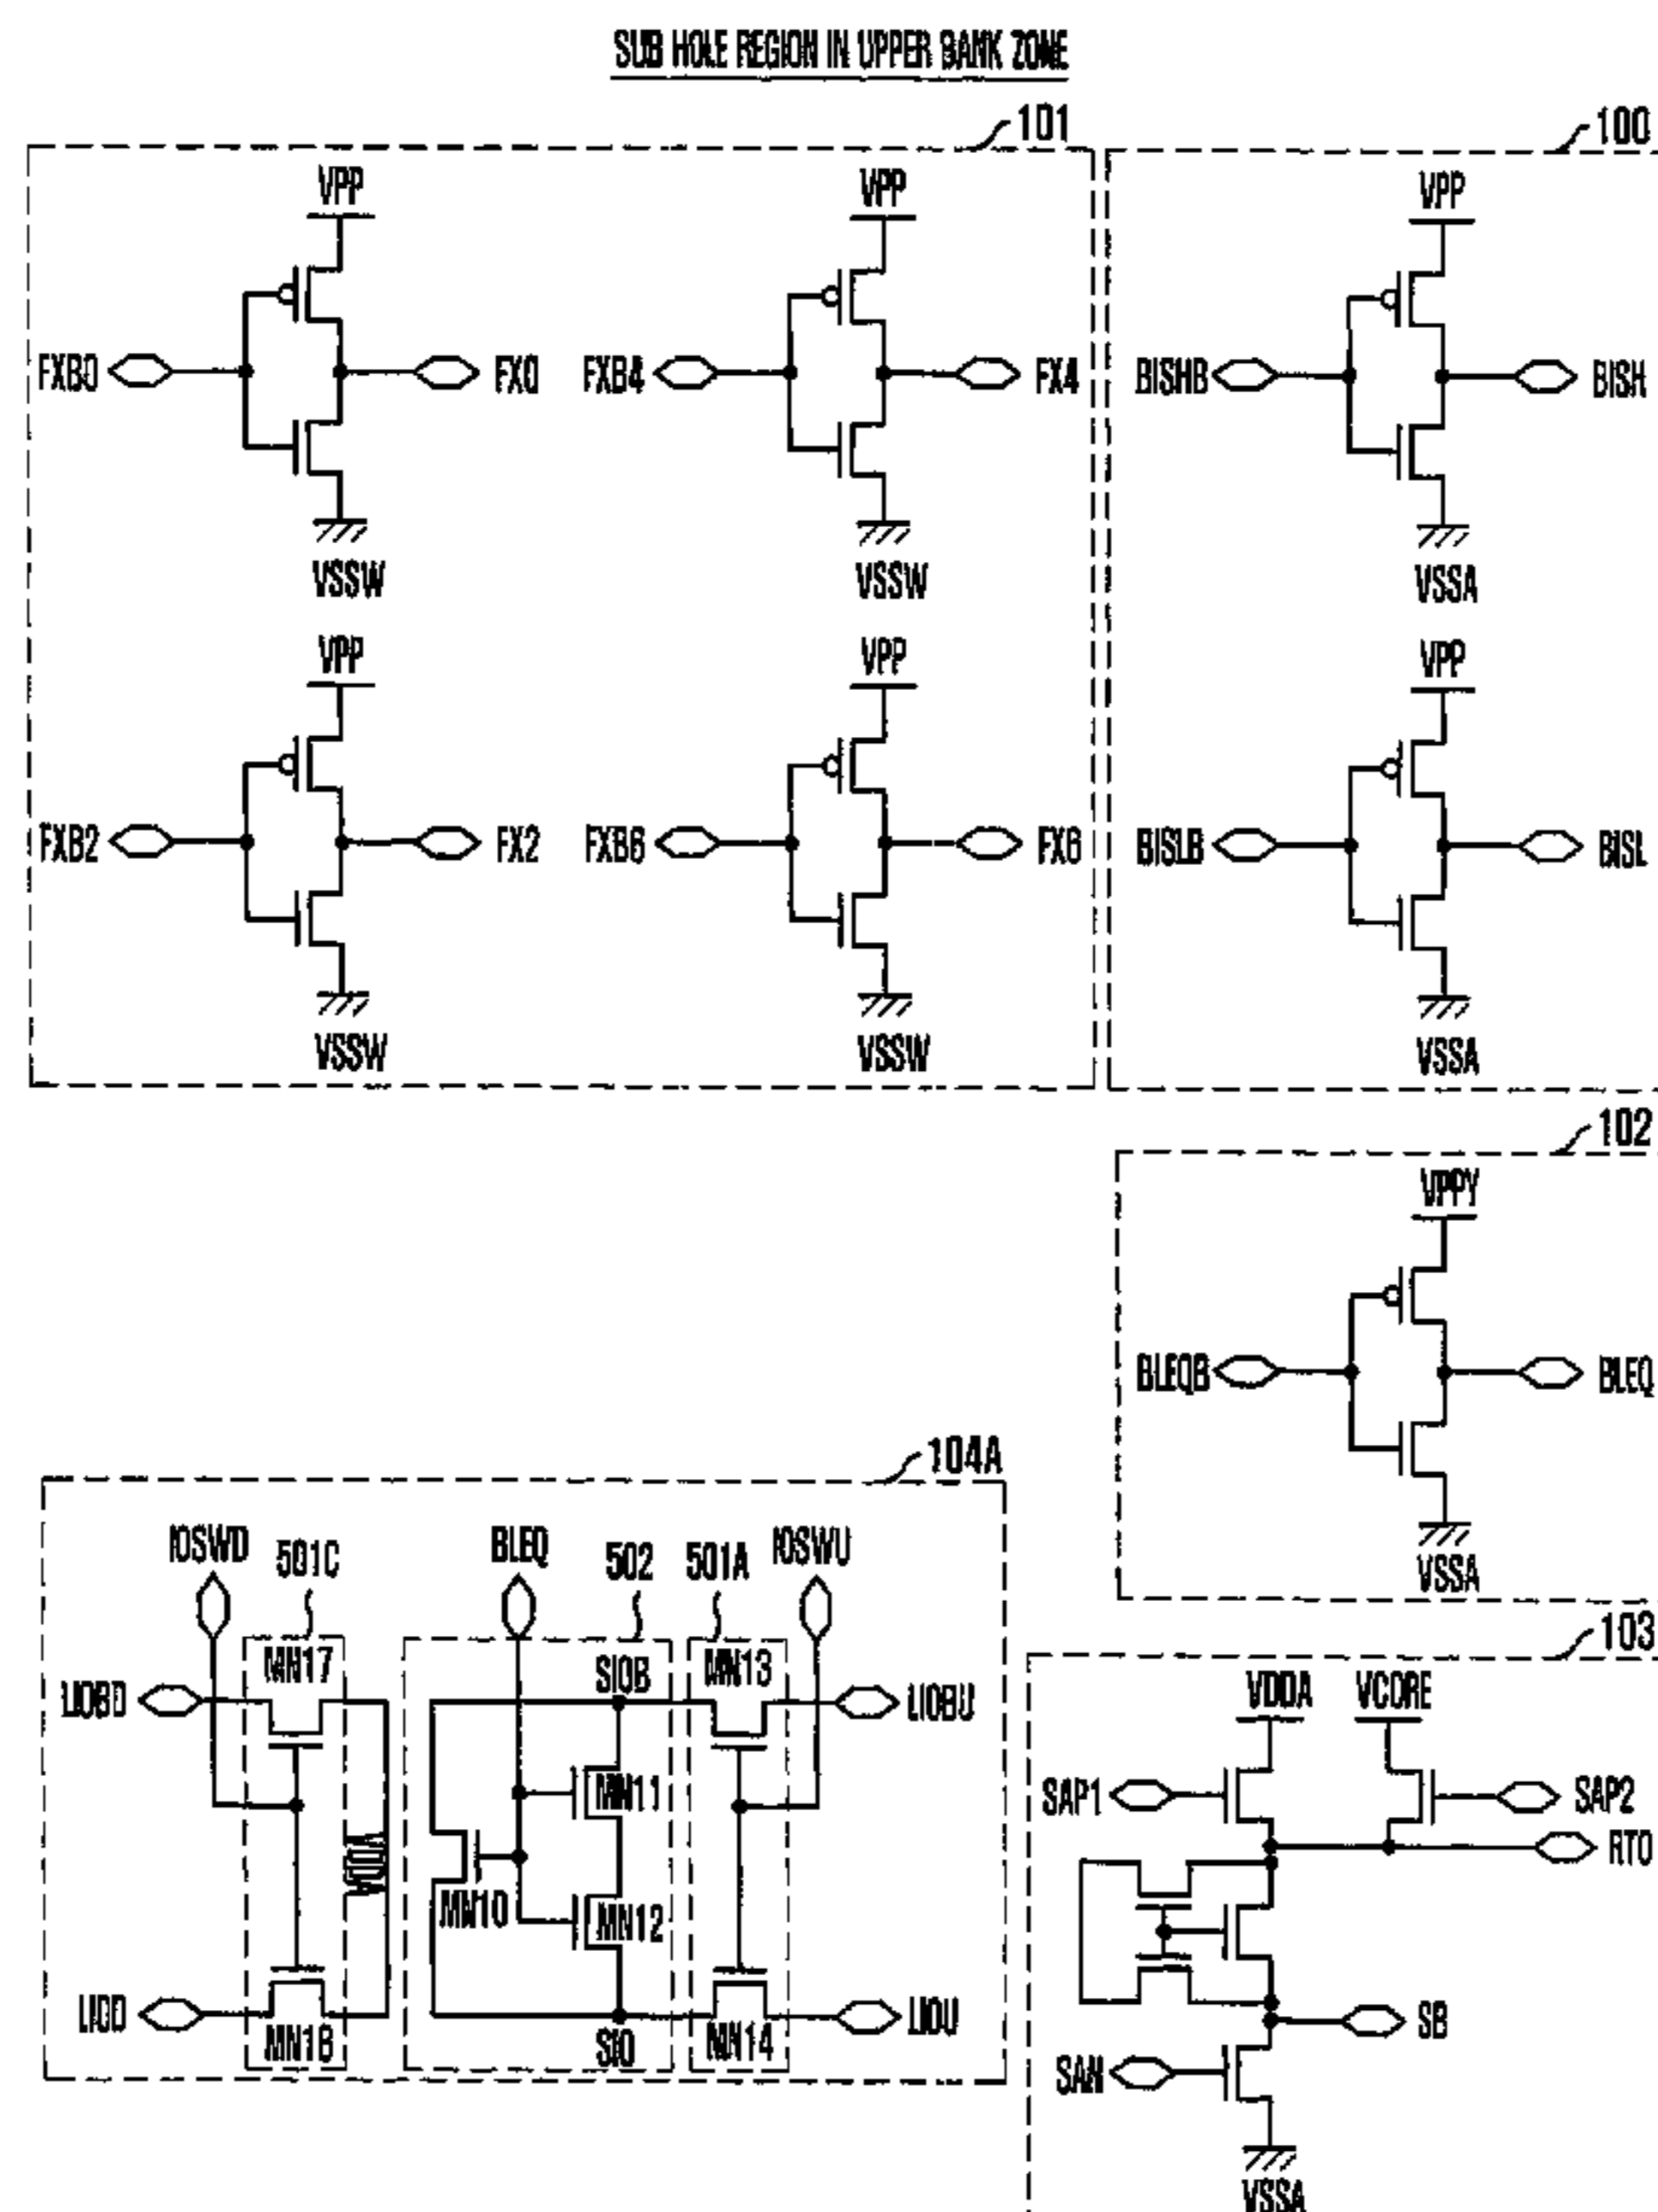 SUB HOLE REGION IN UPPER BANK ZONE
101
100
VPP
VPP
VPP
FXB0
FX0
FXB4
FX4
BISHB
BISH
VSSW
VSSW
VSSA
VPP
VPP
VPP
FXB2
FX2
FXB6
FX6
BISLB
BISL
VSSW
VSSW
VSSA
102
VPPY
BLEQB
BLEQ
VSSA
104A
IOSWD
501C
BLEQ
502
501A
IOSWU
MN17
SIOB
MN13
LIOBD
LIOBU
MN11
MN10
MN12
LIOD
LIOU
MN18
SIO
MN14
103
VDDA
VCORE
SAP1
SAP2
RTO
SB
SAN
VSSA